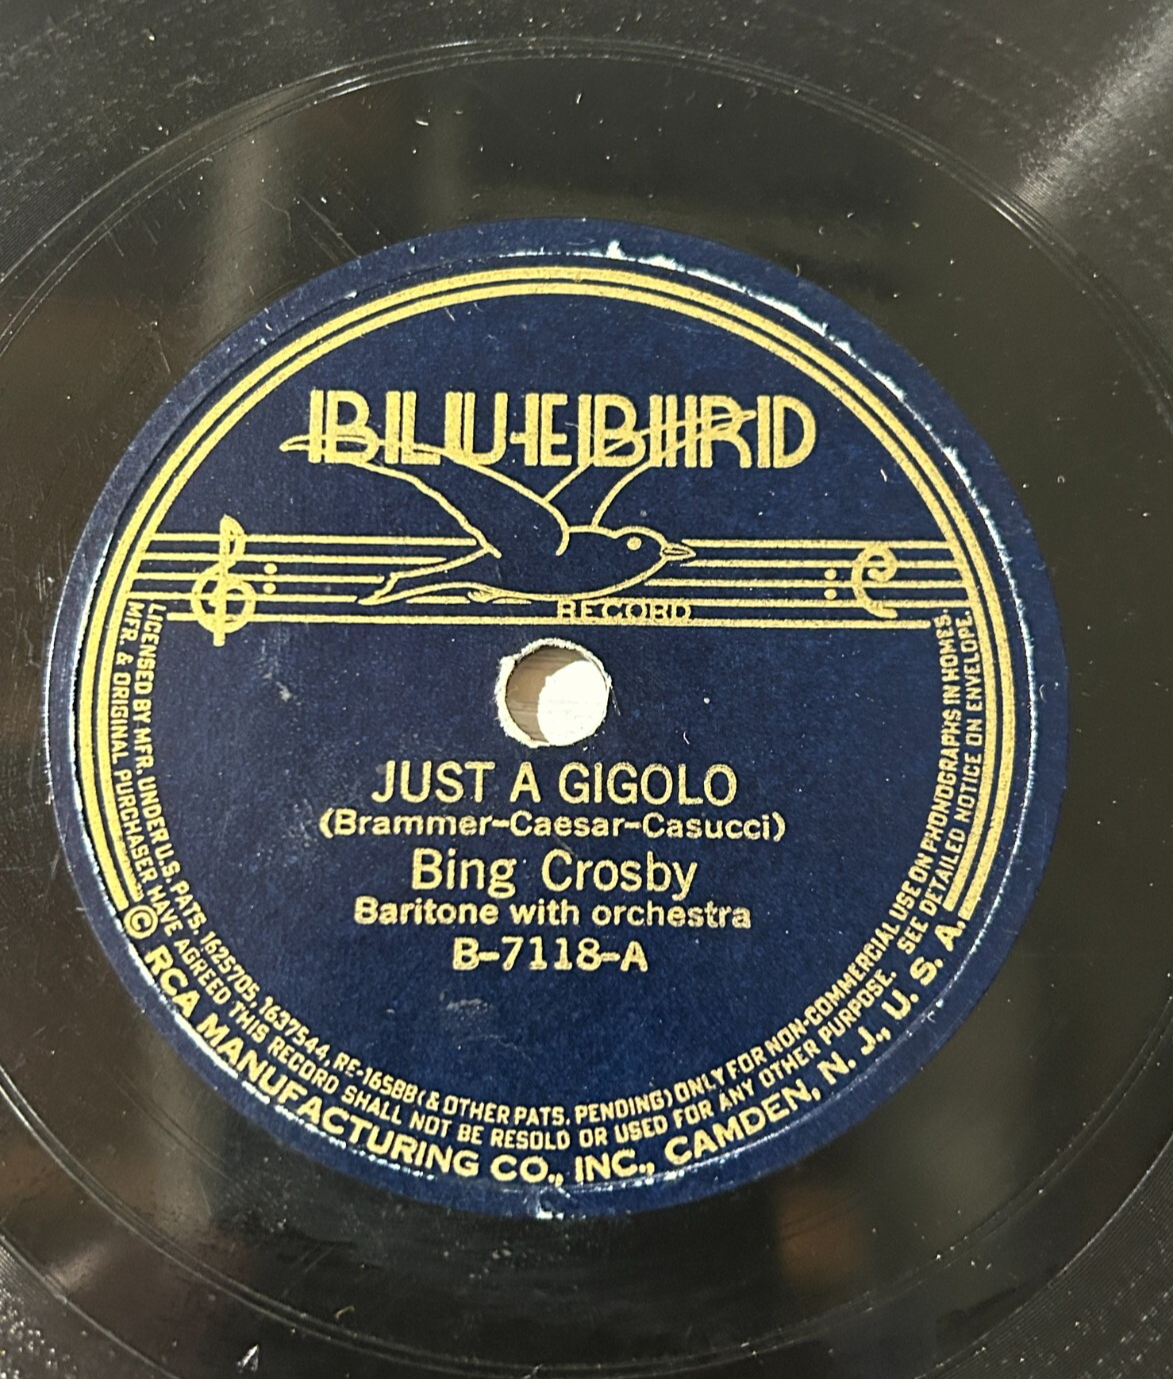 BLUEBIRD
RECORD
JUST A GIGOLO
(Brammer-Caesar-Casucci)
Bing Crosby
Baritone with orchestra
B-7118-A
LICENSED BY MFR. UNDER U.S. PATS. 1625705, 1637544, RE-16588 (& OTHER PATS. PENDING) ONLY FOR NON-COMMERCIAL USE ON PHONOGRAPHS IN HOMES.
MFR. & ORIGINAL PURCHASER HAVE AGREED THIS RECORD SHALL NOT BE RESOLD OR USED FOR ANY OTHER PURPOSE. SEE DETAILED NOTICE ON ENVELOPE.
© RCA MANUFACTURING CO., INC., CAMDEN, N. J., U. S. A.